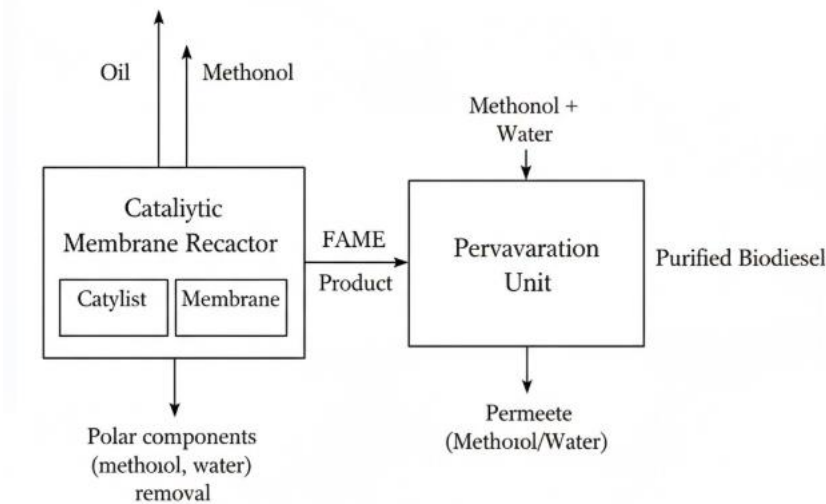 Oil
Methonol
Methonol +
Water
Cataliytic
Membrane Recactor
Catylist
Membrane
FAME
Product
Pervavaration
Unit
Purified Biodiesel
Polar components
(methoıol, water)
removal
Permeete
(Methoıol/Water)